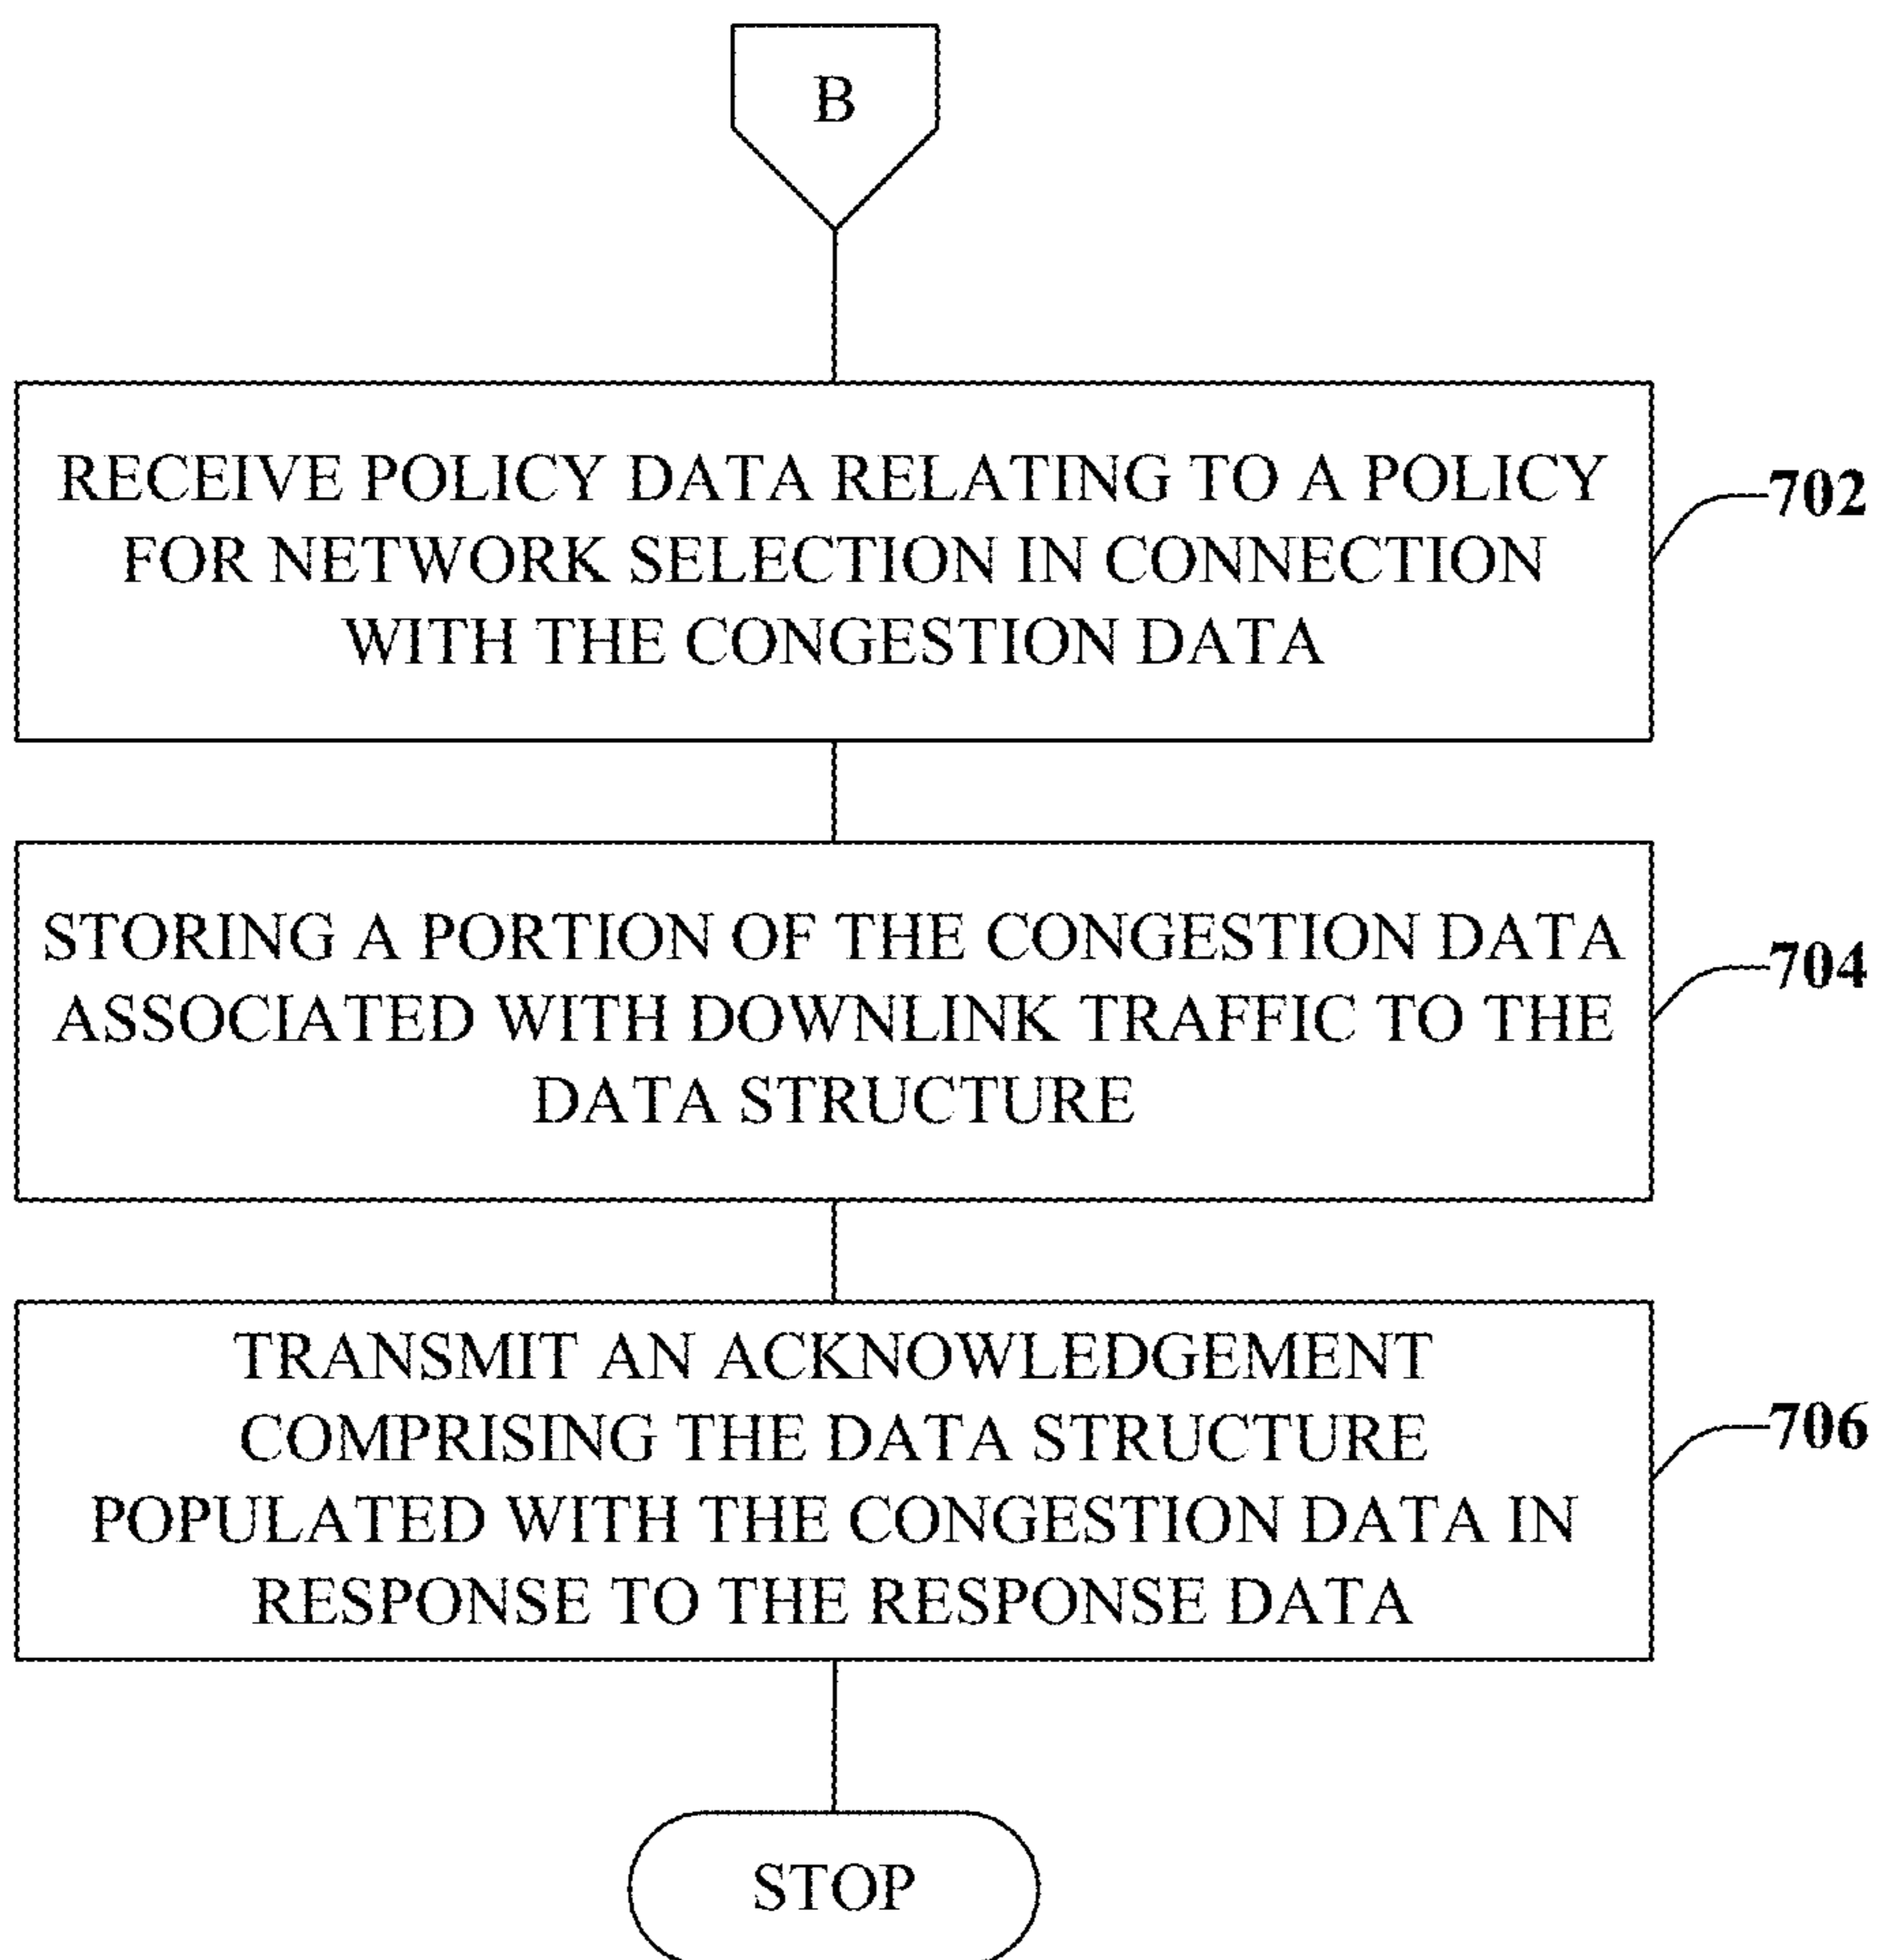 B
RECEIVE POLICY DATA RELATING TO A POLICY
FOR NETWORK SELECTION IN CONNECTION
WITH THE CONGESTION DATA
702
STORING A PORTION OF THE CONGESTION DATA
ASSOCIATED WITH DOWNLINK TRAFFIC TO THE
DATA STRUCTURE
704
TRANSMIT AN ACKNOWLEDGEMENT
COMPRISING THE DATA STRUCTURE
POPULATED WITH THE CONGESTION DATA IN
RESPONSE TO THE RESPONSE DATA
706
STOP